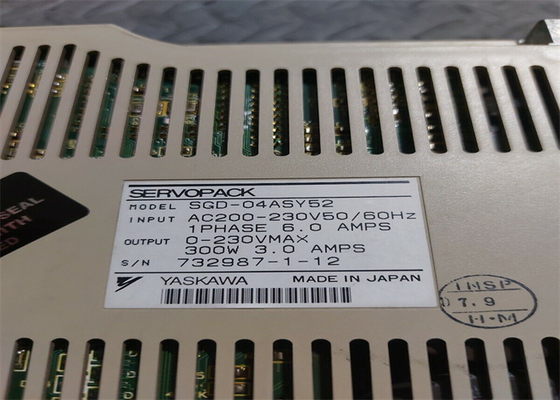 SERVOPACK
MODEL SGD-04ASY52
INPUT AC200-230V50/60Hz
1PHASE 6.0 AMPS
OUTPUT 0-230VMAX
300W 3.0 AMPS
S/N 732987-1-12
YASKAWA MADE IN JAPAN
SEAL
INSP
7.9
H-M